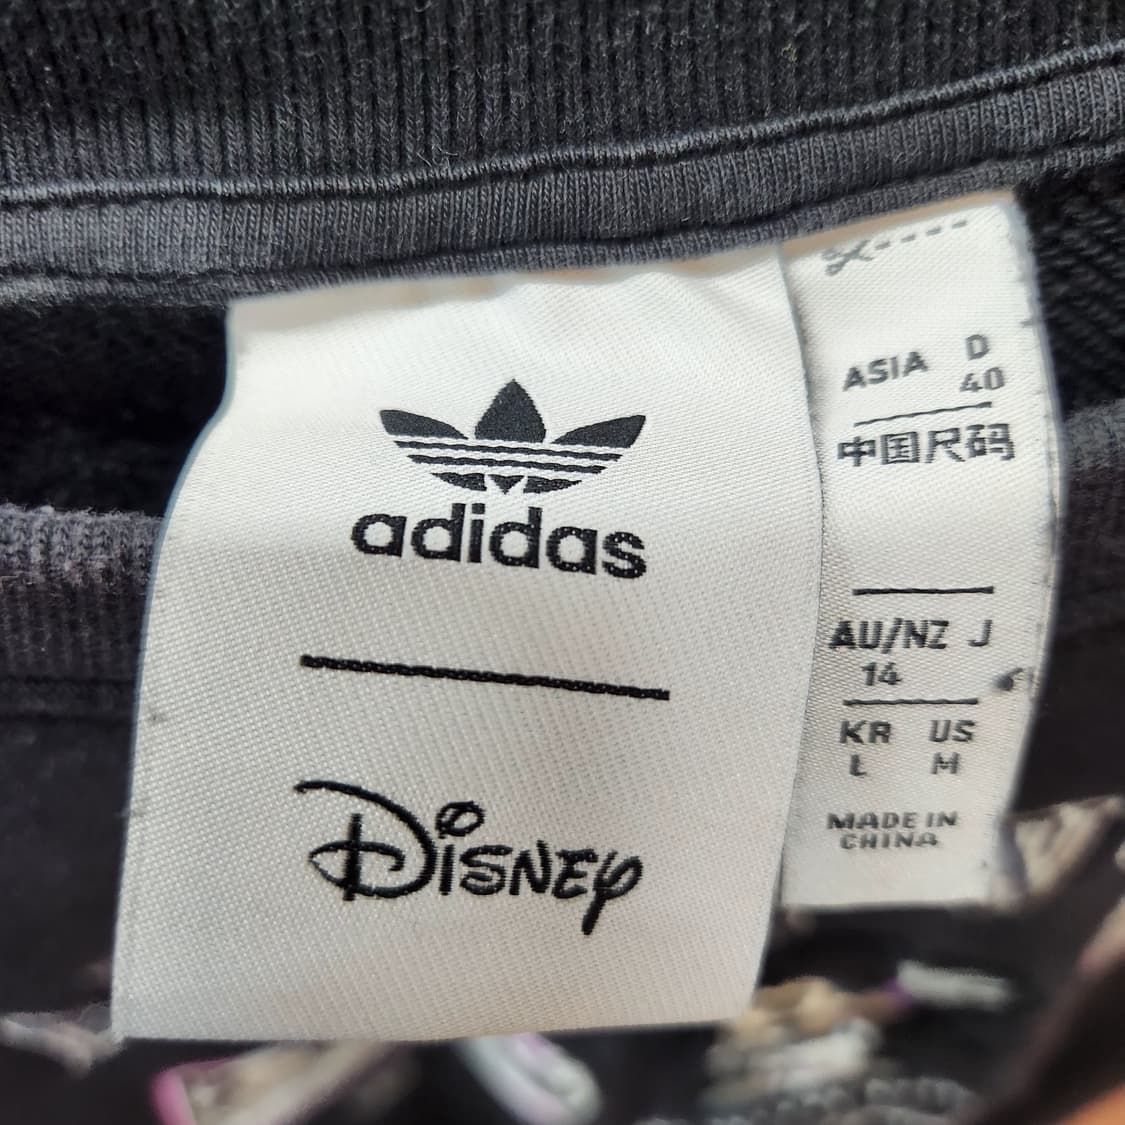 adidas
Disney
ASIA D
40
中国尺码
AU/NZ J
14
KR US
L M
MADE IN
CHINA